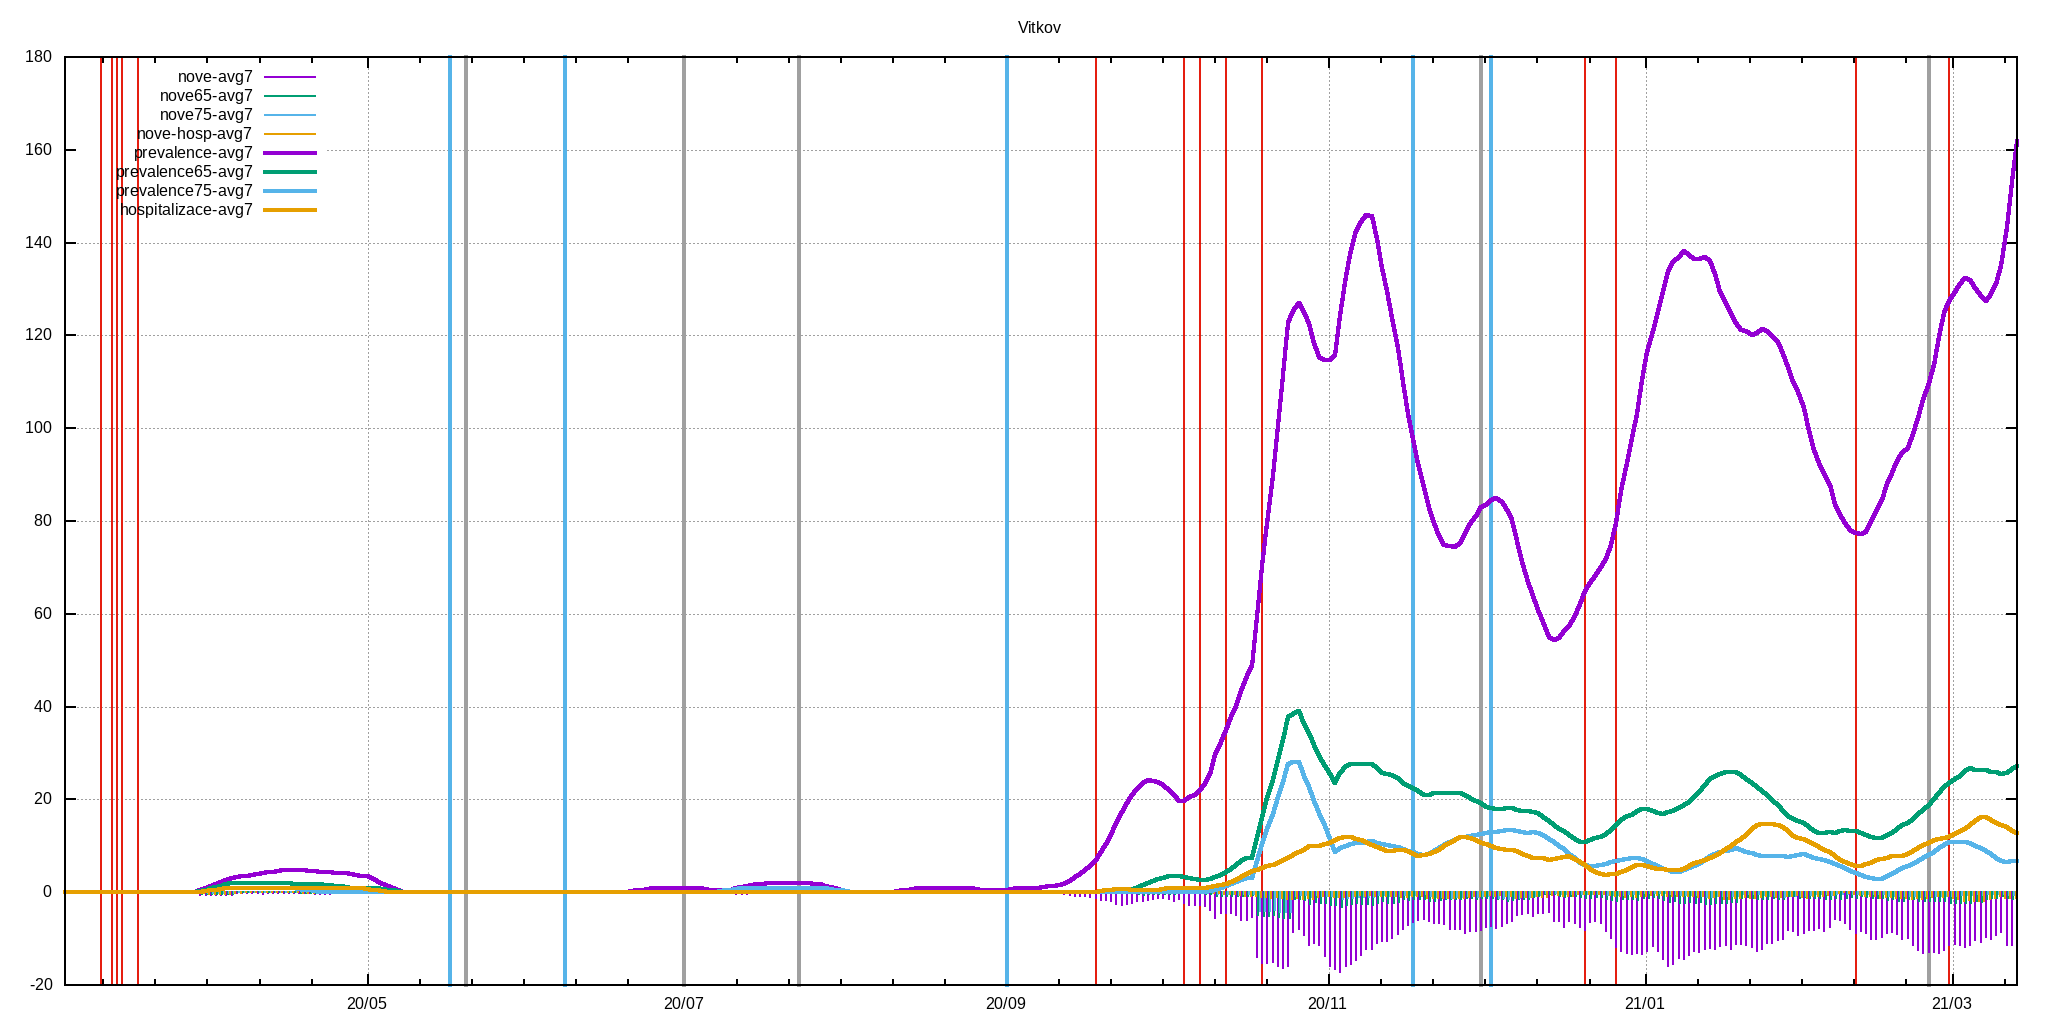 Vitkov
180
160
140
120
100
80
60
40
20
0
-20
nove-avg7
nove65-avg7
nove75-avg7
nove-hosp-avg7
prevalence-avg7
prevalence65-avg7
prevalence75-avg7
hospitalizace-avg7
20/05
20/07
20/09
20/11
21/01
21/03